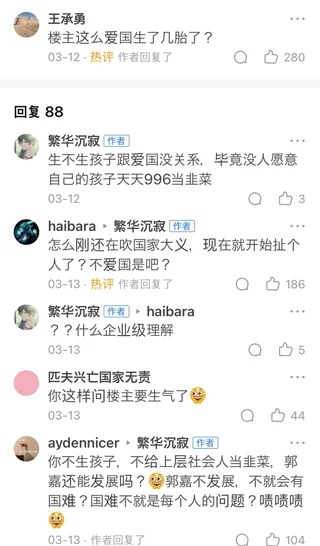 王承勇
楼主这么爱国生了几胎了？
03-12 · 热评 作者回复了 280
回复 88
繁华沉寂 作者
生不生孩子跟爱国没关系，毕竟没人愿意
自己的孩子天天996当韭菜
03-12 3
haibara ▸ 繁华沉寂 作者
怎么刚还在吹国家大义，现在就开始扯个
人了？不爱国是吧？
03-13 · 热评 作者回复了 186
繁华沉寂 作者 ▸ haibara
？？什么企业级理解
03-13 5
匹夫兴亡国家无责
你这样问楼主要生气了
03-13 44
aydennicer ▸ 繁华沉寂 作者
你不生孩子，不给上层社会人当韭菜，郭
嘉还能发展吗？郭嘉不发展，不就会有
国难？国难不就是每个人的问题？啧啧啧
03-13 · 作者回复了 104